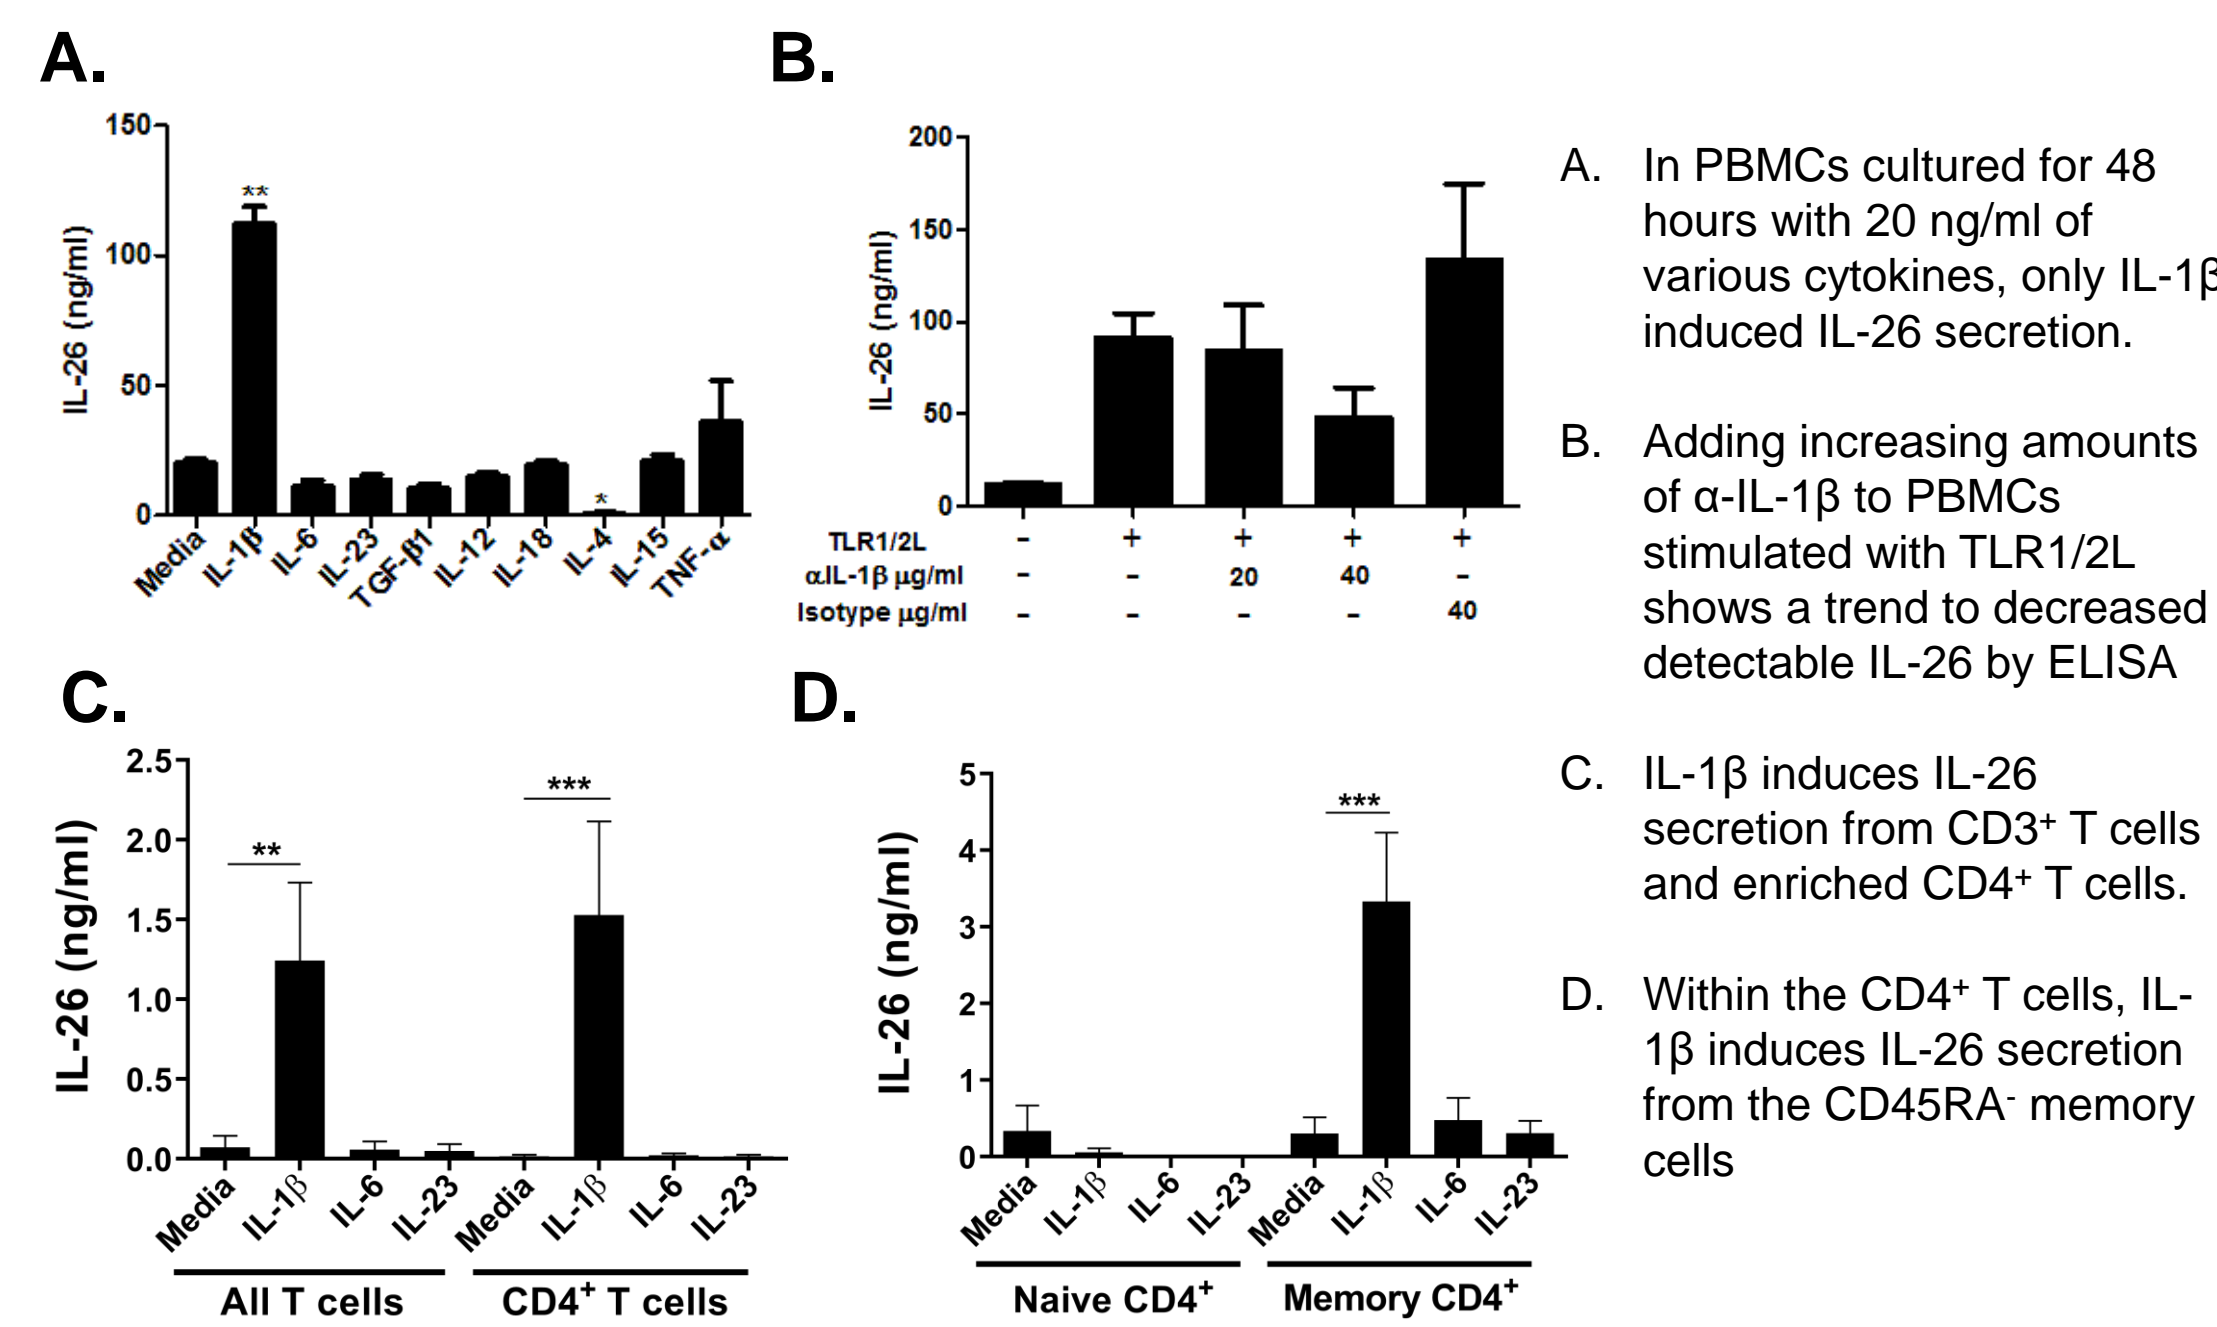 A.
150
100
50
0
IL-26 (ng/ml)
**
*
Media
IL-1β
IL-6
IL-23
TGF-β1
IL-12
IL-18
IL-4
IL-15
TNF-α
B.
200
150
100
50
0
IL-26 (ng/ml)
TLR1/2L - + + + +
αIL-1β µg/ml - - 20 40 -
Isotype µg/ml - - - - 40
C.
2.5
2.0
1.5
1.0
0.5
0.0
IL-26 (ng/ml)
**
***
Media
IL-1β
IL-6
IL-23
Media
IL-1β
IL-6
IL-23
All T cells
CD4⁺ T cells
D.
5
4
3
2
1
0
IL-26 (ng/ml)
***
Media
IL-1β
IL-6
IL-23
Media
IL-1β
IL-6
IL-23
Naive CD4⁺
Memory CD4⁺
A. In PBMCs cultured for 48
hours with 20 ng/ml of
various cytokines, only IL-1β
induced IL-26 secretion.
B. Adding increasing amounts
of α-IL-1β to PBMCs
stimulated with TLR1/2L
shows a trend to decreased
detectable IL-26 by ELISA
C. IL-1β induces IL-26
secretion from CD3⁺ T cells
and enriched CD4⁺ T cells.
D. Within the CD4⁺ T cells, IL-
1β induces IL-26 secretion
from the CD45RA⁻ memory
cells